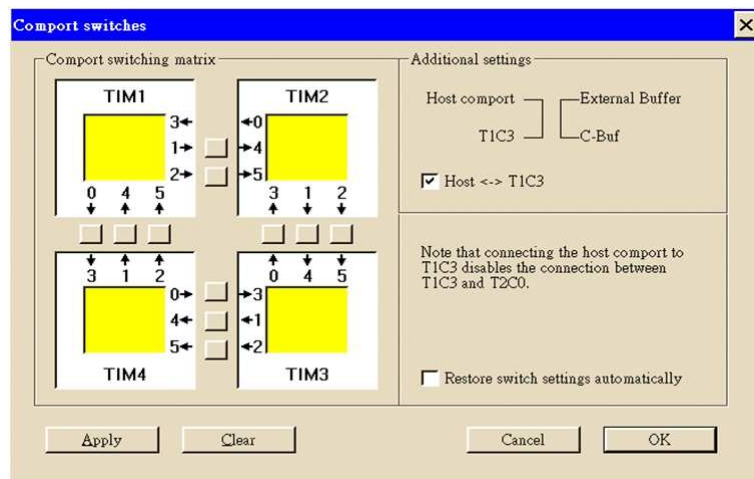 Comport switches
Comport switching matrix
TIM1
3
1
2
0 4 5
TIM2
0
4
5
3 1 2
3 1 2
0
4
5
TIM4
0 4 5
3
1
2
TIM3
Additional settings
Host comport
External Buffer
T1C3
C-Buf
Host <-> T1C3
Note that connecting the host comport to
T1C3 disables the connection between
T1C3 and T2C0.
Restore switch settings automatically
Apply
Clear
Cancel
OK